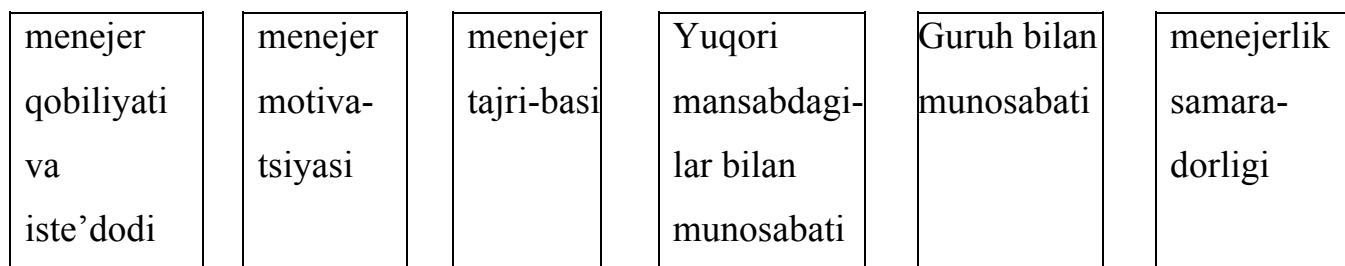 menejer
qobiliyati
va
iste’dodi
menejer
motiva-
tsiyasi
menejer
tajri-basi
Yuqori
mansabdagi-
lar bilan
munosabati
Guruh bilan
munosabati
menejerlik
samara-
dorligi